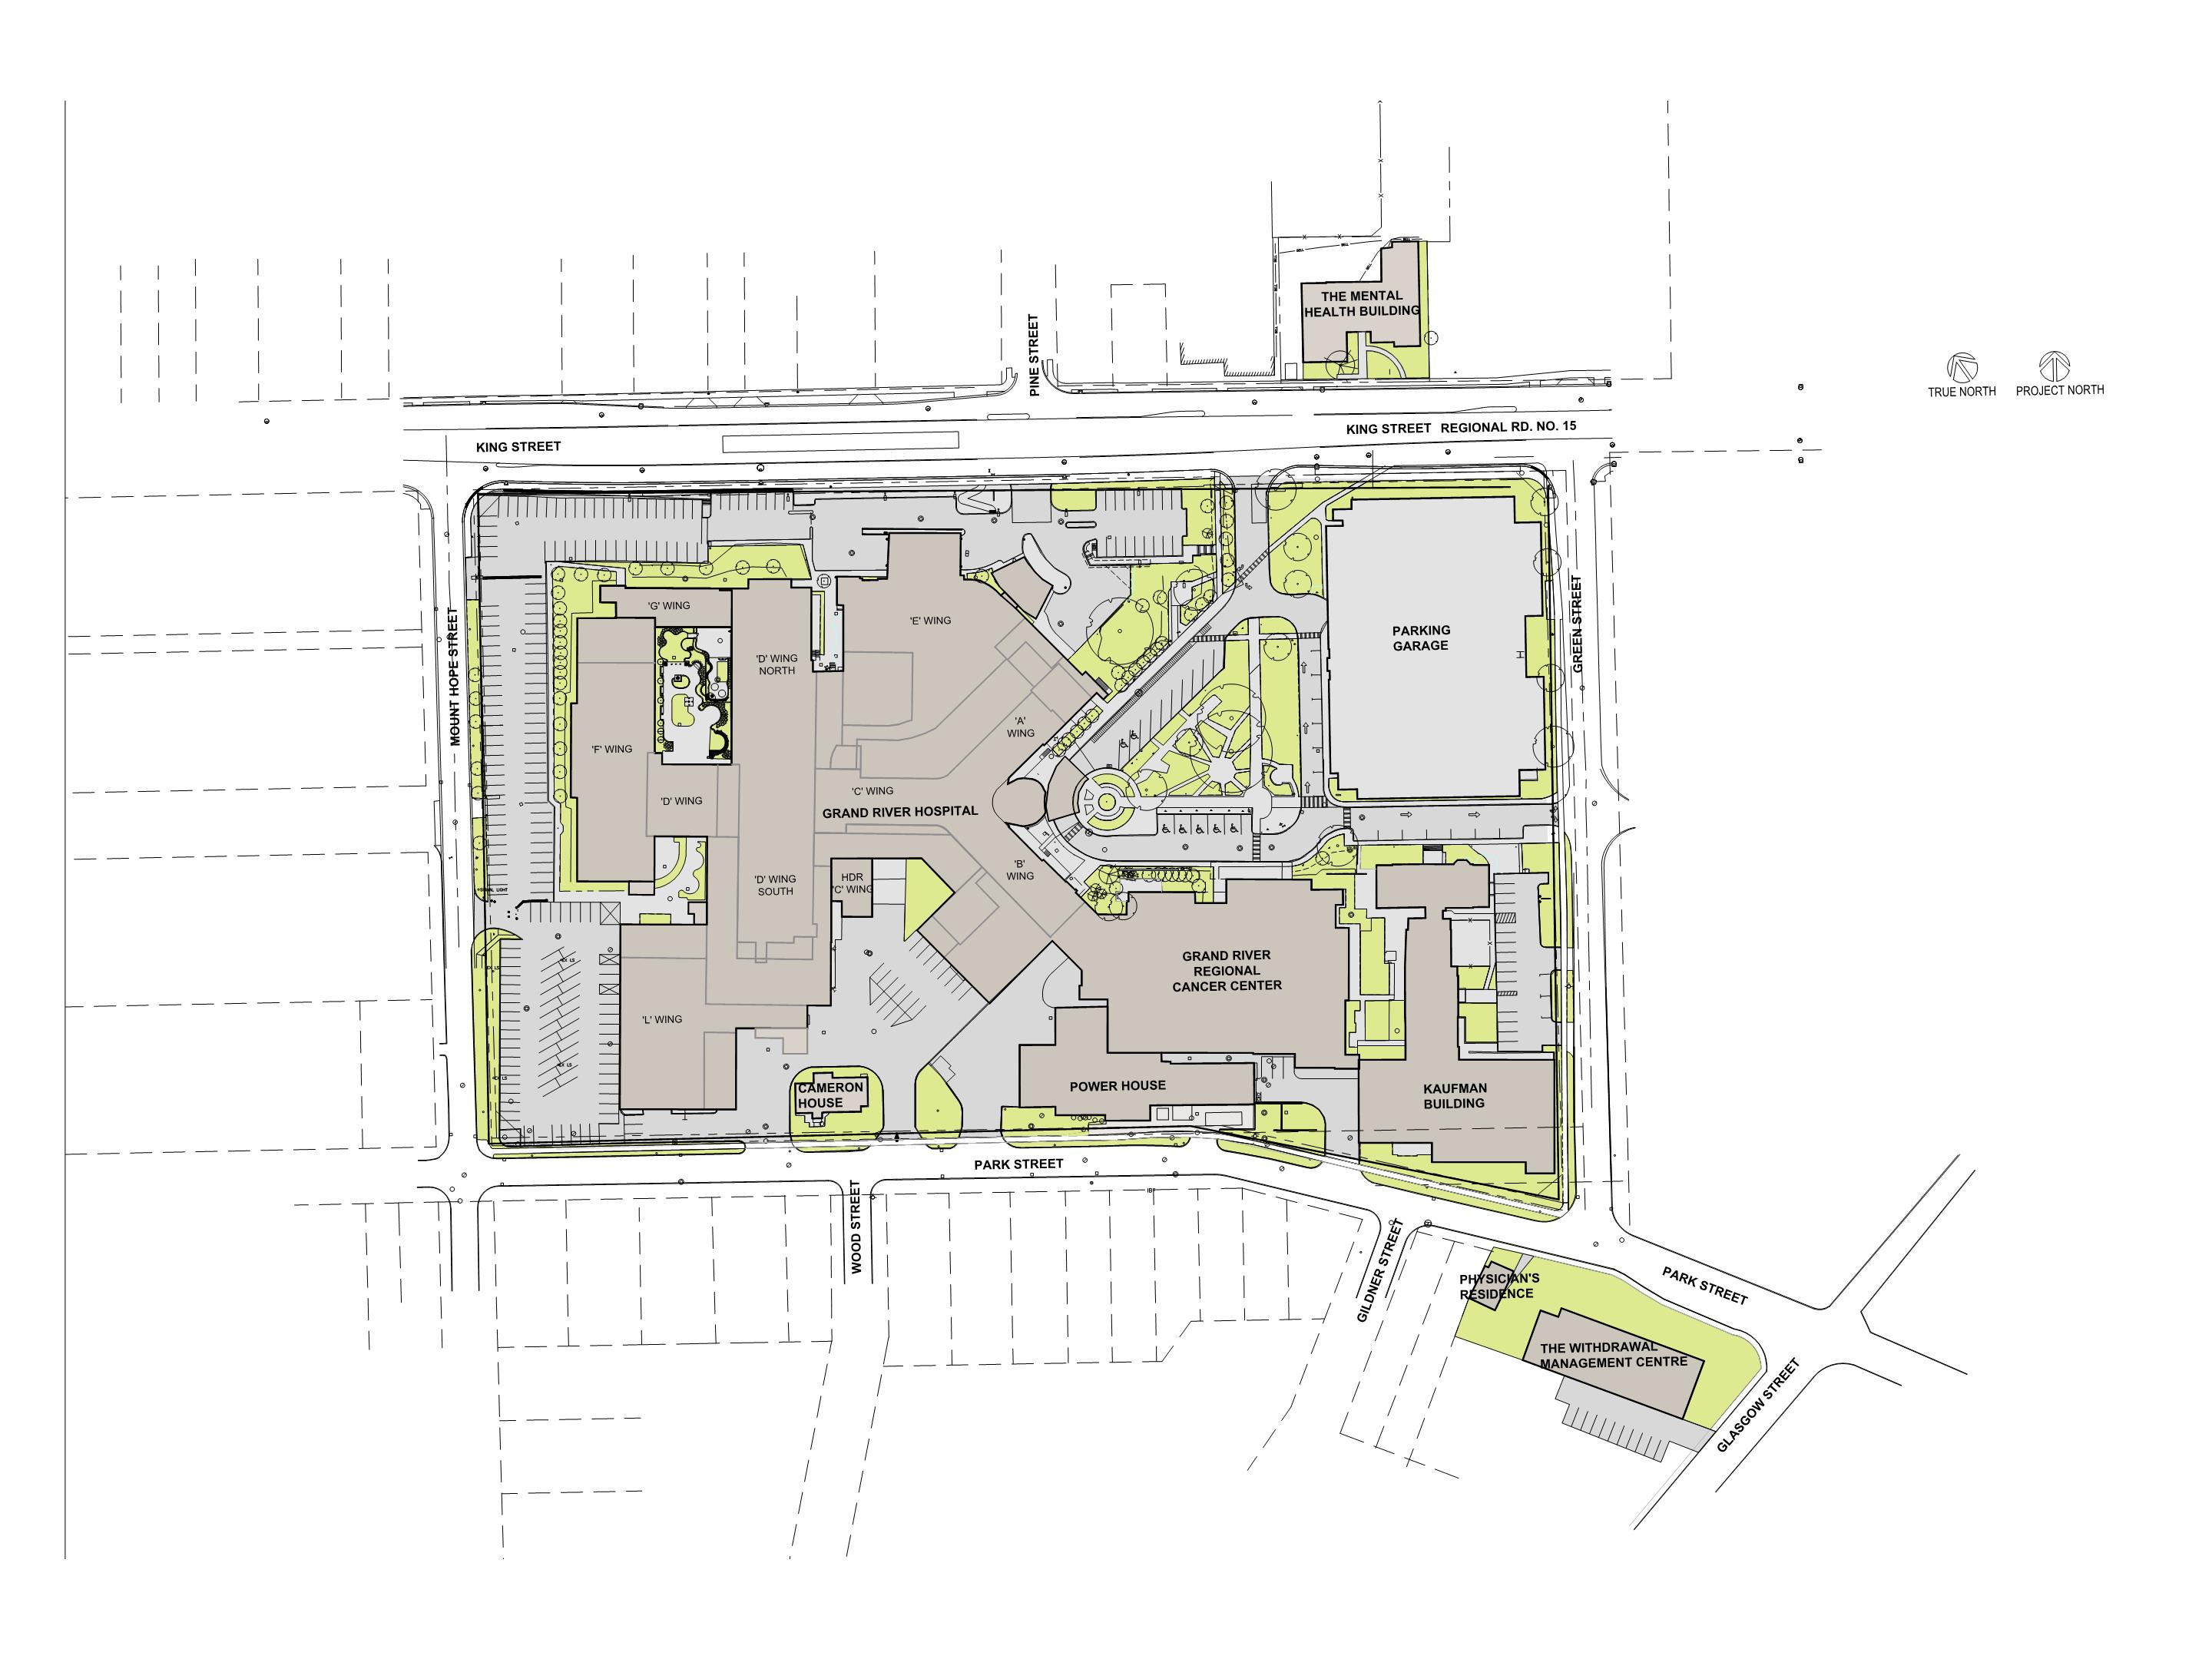 THE MENTAL
HEALTH BUILDING
PINE STREET
TRUE NORTH
PROJECT NORTH
KING STREET
KING STREET REGIONAL RD. NO. 15
MOUNT HOPE STREET
GREEN STREET
'G' WING
'E' WING
'D' WING
NORTH
PARKING
GARAGE
'A'
WING
'F' WING
'D' WING
'C' WING
GRAND RIVER HOSPITAL
'B'
WING
'D' WING
SOUTH
HDR
'C' WING
GRAND RIVER
REGIONAL
CANCER CENTER
'L' WING
CAMERON
HOUSE
POWER HOUSE
KAUFMAN
BUILDING
PARK STREET
WOOD STREET
GILDNER STREET
PHYSICIAN'S
RESIDENCE
PARK STREET
THE WITHDRAWAL
MANAGEMENT CENTRE
GLASGOW STREET